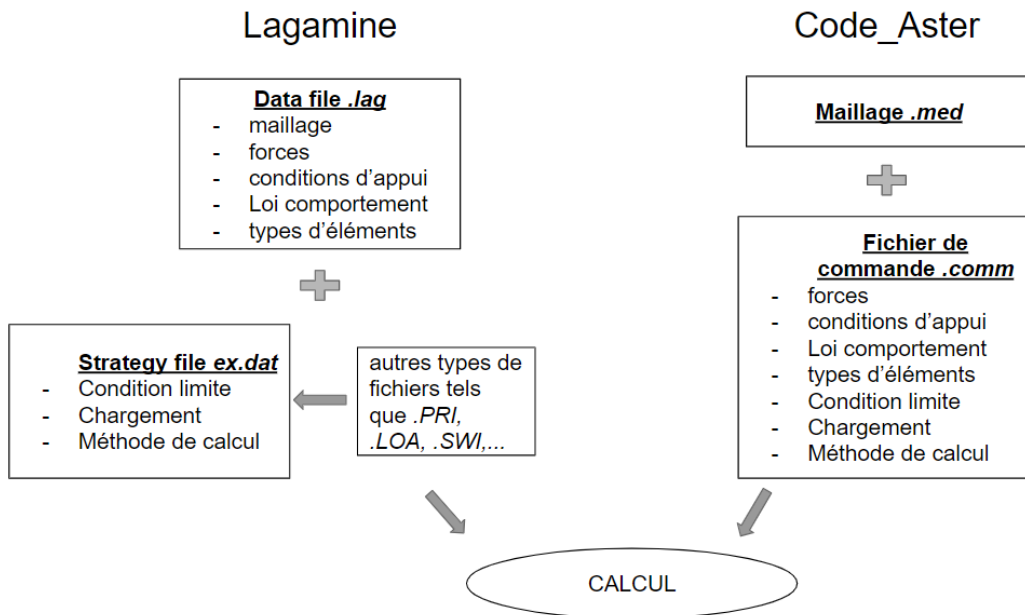 Lagamine
Data file .lag
- maillage
- forces
- conditions d'appui
- Loi comportement
- types d'éléments
Strategy file ex.dat
- Condition limite
- Chargement
- Méthode de calcul
autres types de
fichiers tels
que .PRI,
.LOA, .SWI,...
Code_Aster
Maillage .med
Fichier de
commande .comm
- forces
- conditions d'appui
- Loi comportement
- types d'éléments
- Condition limite
- Chargement
- Méthode de calcul
CALCUL